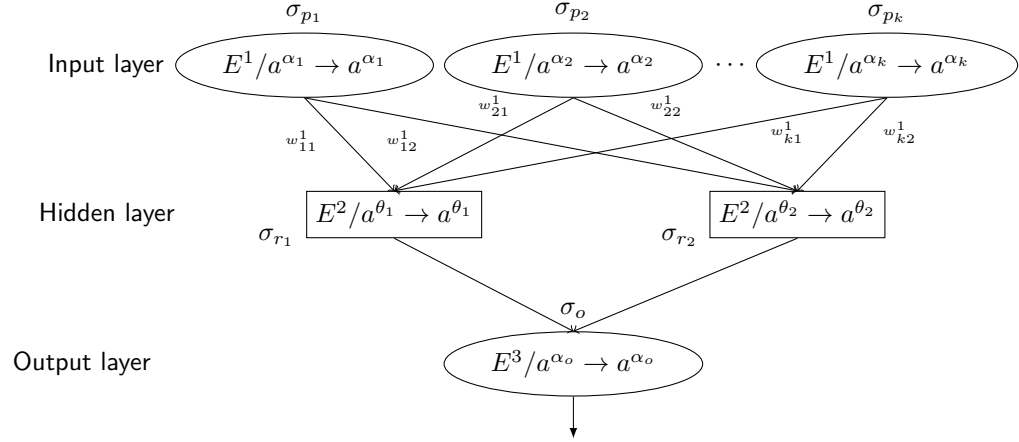 σ_{p_1} σ_{p_2} σ_{p_k}
Input layer E^1/a^{α_1} → a^{α_1} E^1/a^{α_2} → a^{α_2} ⋯ E^1/a^{α_k} → a^{α_k}
w^1_{11} w^1_{12} w^1_{21} w^1_{22} w^1_{k1} w^1_{k2}
Hidden layer E^2/a^{θ_1} → a^{θ_1} E^2/a^{θ_2} → a^{θ_2}
σ_{r_1} σ_{r_2}
σ_o
Output layer E^3/a^{α_o} → a^{α_o}